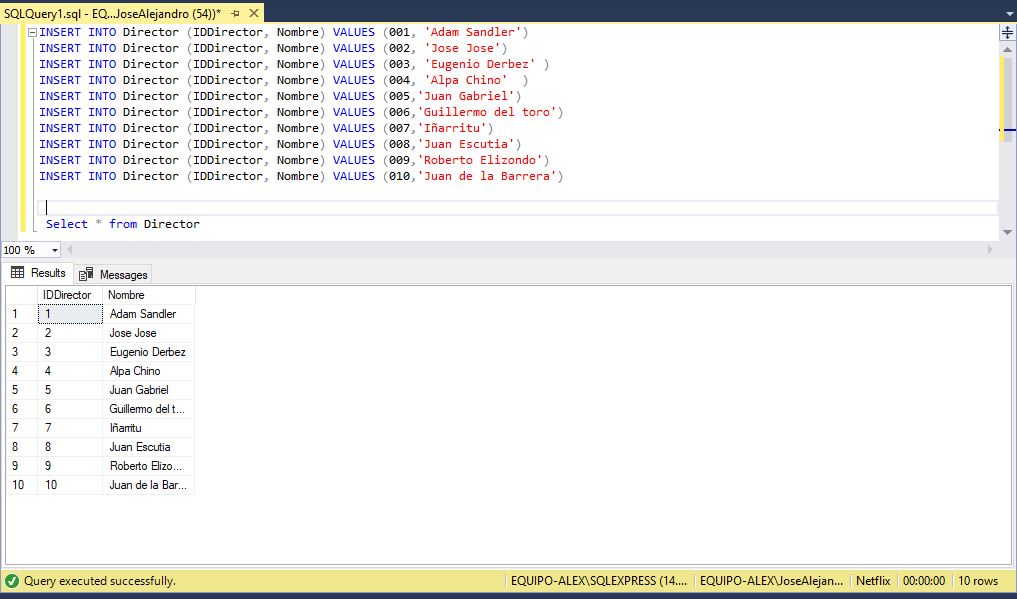 SQLQuery1.sql - EQ...JoseAlejandro (54))*
INSERT INTO Director (IDDirector, Nombre) VALUES (001, 'Adam Sandler')
INSERT INTO Director (IDDirector, Nombre) VALUES (002, 'Jose Jose')
INSERT INTO Director (IDDirector, Nombre) VALUES (003, 'Eugenio Derbez' )
INSERT INTO Director (IDDirector, Nombre) VALUES (004, 'Alpa Chino'  )
INSERT INTO Director (IDDirector, Nombre) VALUES (005,'Juan Gabriel')
INSERT INTO Director (IDDirector, Nombre) VALUES (006,'Guillermo del toro')
INSERT INTO Director (IDDirector, Nombre) VALUES (007,'Iñarritu')
INSERT INTO Director (IDDirector, Nombre) VALUES (008,'Juan Escutia')
INSERT INTO Director (IDDirector, Nombre) VALUES (009,'Roberto Elizondo')
INSERT INTO Director (IDDirector, Nombre) VALUES (010,'Juan de la Barrera')
Select * from Director
100 %
Results Messages
IDDirector Nombre
1 1 Adam Sandler
2 2 Jose Jose
3 3 Eugenio Derbez
4 4 Alpa Chino
5 5 Juan Gabriel
6 6 Guillermo del t...
7 7 Iñarritu
8 8 Juan Escutia
9 9 Roberto Elizo...
10 10 Juan de la Bar...
Query executed successfully. EQUIPO-ALEX\SQLEXPRESS (14.... EQUIPO-ALEX\JoseAlejan... Netflix 00:00:00 10 rows